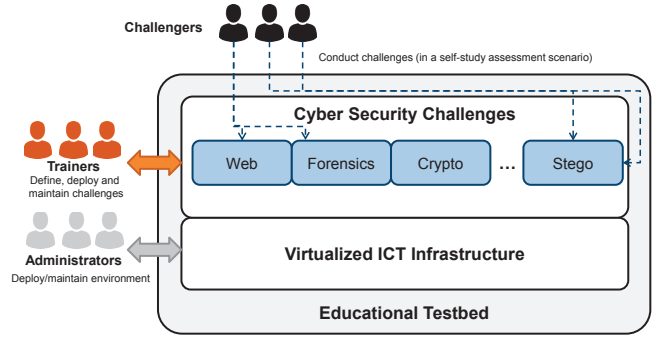 Challengers
Conduct challenges (in a self-study assessment scenario)
Cyber Security Challenges
Web
Forensics
Crypto
...
Stego
Trainers
Define, deploy and
maintain challenges
Virtualized ICT Infrastructure
Administrators
Deploy/maintain environment
Educational Testbed